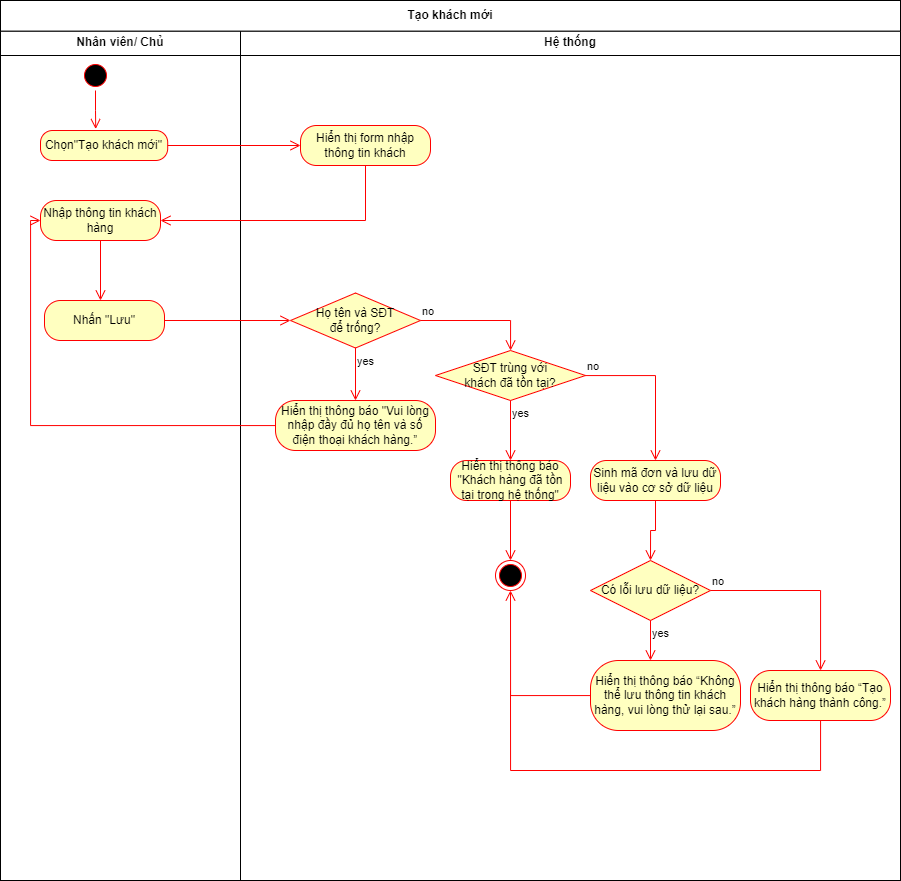 Tạo khách mới
Nhân viên/ Chủ
Hệ thống
Chọn"Tạo khách mới"
Hiển thị form nhập
thông tin khách
Nhập thông tin khách
hàng
Nhấn "Lưu"
Họ tên và SĐT
để trống?
no
yes
SĐT trùng với
khách đã tồn tại?
no
yes
Hiển thị thông báo "Vui lòng
nhập đầy đủ họ tên và số
điện thoại khách hàng.”
Hiển thị thông báo
"Khách hàng đã tồn
tại trong hệ thống"
Sinh mã đơn và lưu dữ
liệu vào cơ sở dữ liệu
Có lỗi lưu dữ liệu?
no
yes
Hiển thị thông báo “Không
thể lưu thông tin khách
hàng, vui lòng thử lại sau.”
Hiển thị thông báo “Tạo
khách hàng thành công.”